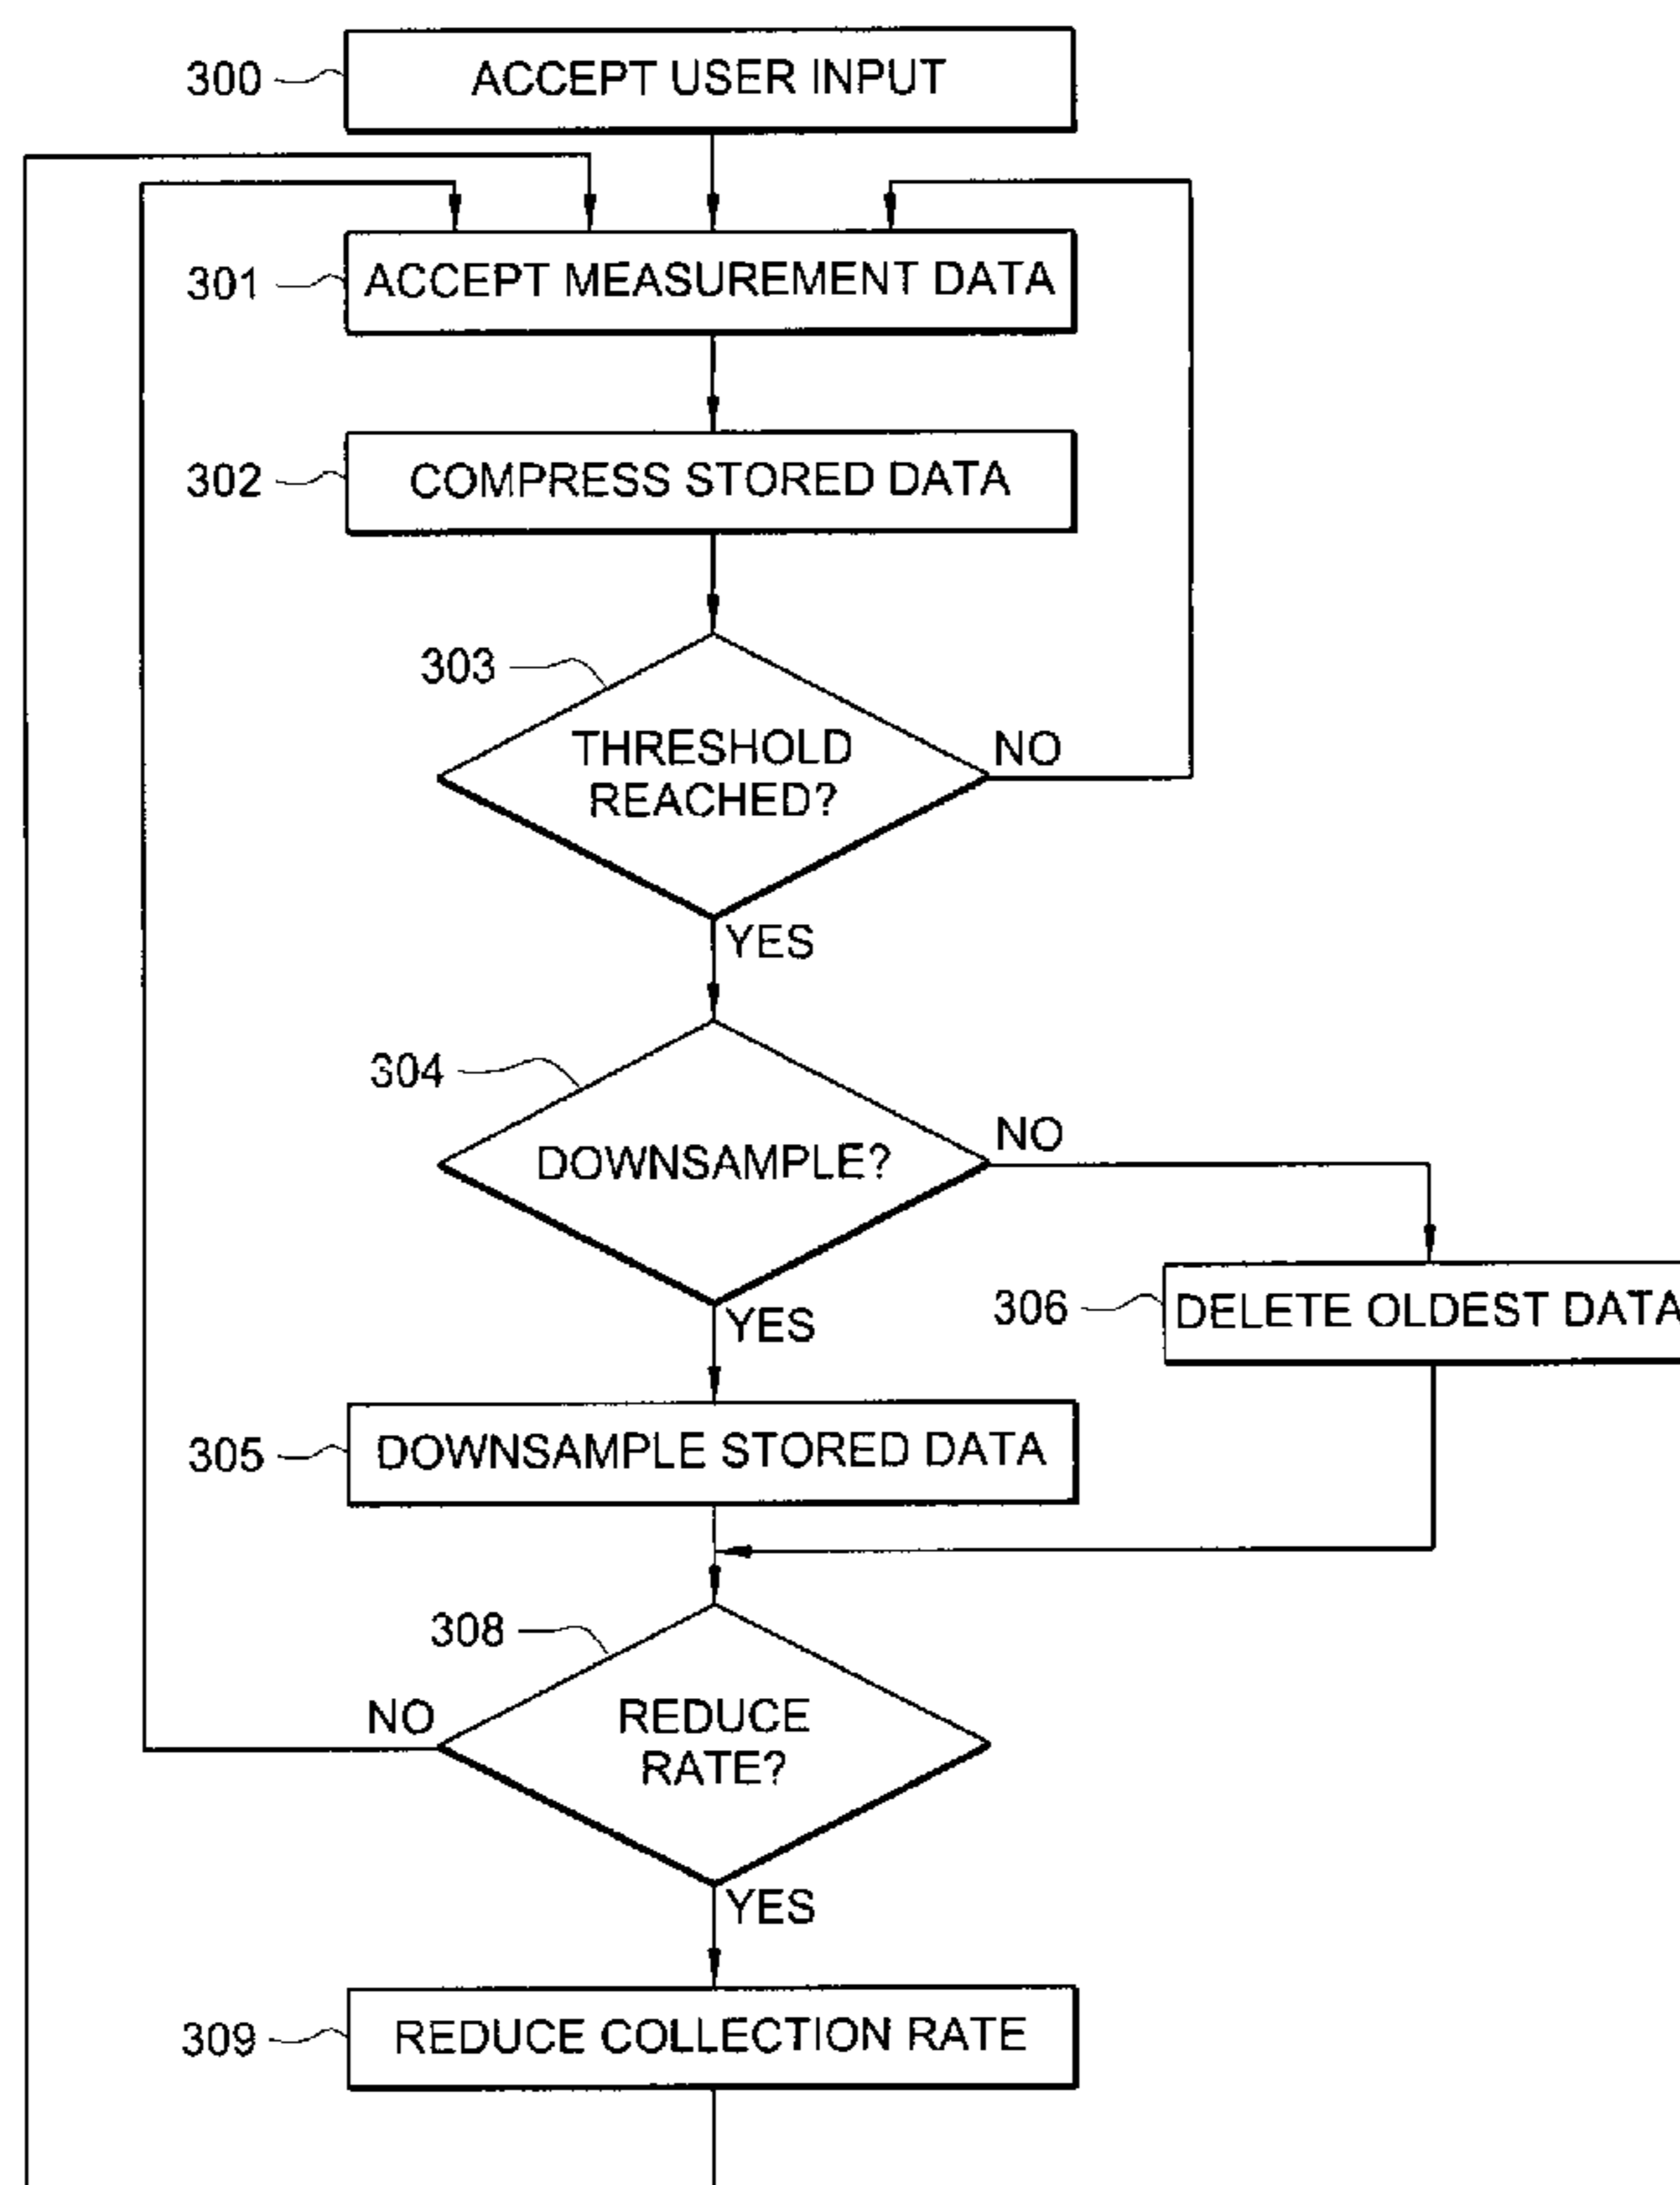 300
ACCEPT USER INPUT
301
ACCEPT MEASUREMENT DATA
302
COMPRESS STORED DATA
303
THRESHOLD
REACHED?
NO
YES
304
DOWNSAMPLE?
NO
YES
306
DELETE OLDEST DATA
305
DOWNSAMPLE STORED DATA
308
REDUCE
RATE?
NO
YES
309
REDUCE COLLECTION RATE